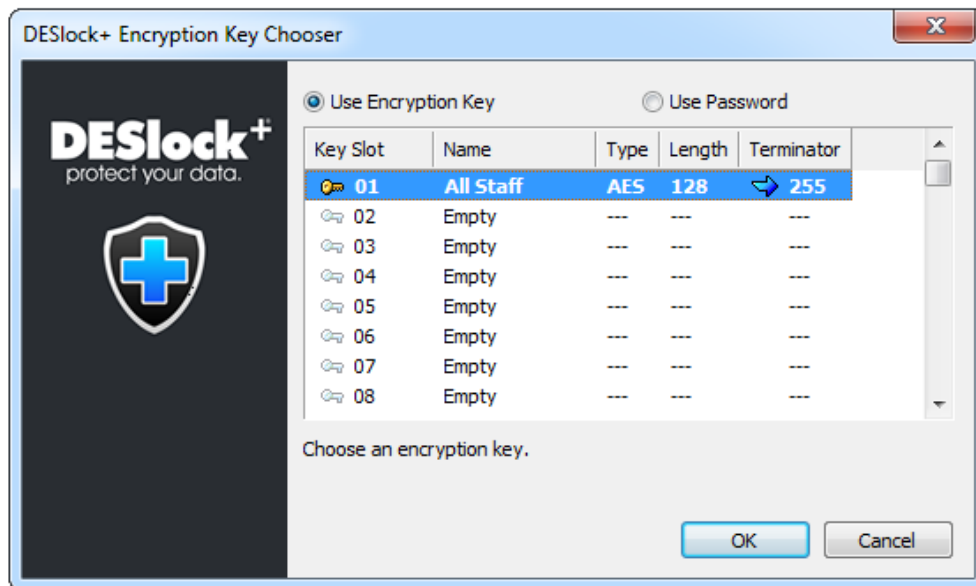 DESlock+ Encryption Key Chooser
DESlock+
protect your data.
Use Encryption Key Use Password
Key Slot Name Type Length Terminator
01 All Staff AES 128 255
02 Empty --- --- ---
03 Empty --- --- ---
04 Empty --- --- ---
05 Empty --- --- ---
06 Empty --- --- ---
07 Empty --- --- ---
08 Empty --- --- ---
Choose an encryption key.
OK Cancel